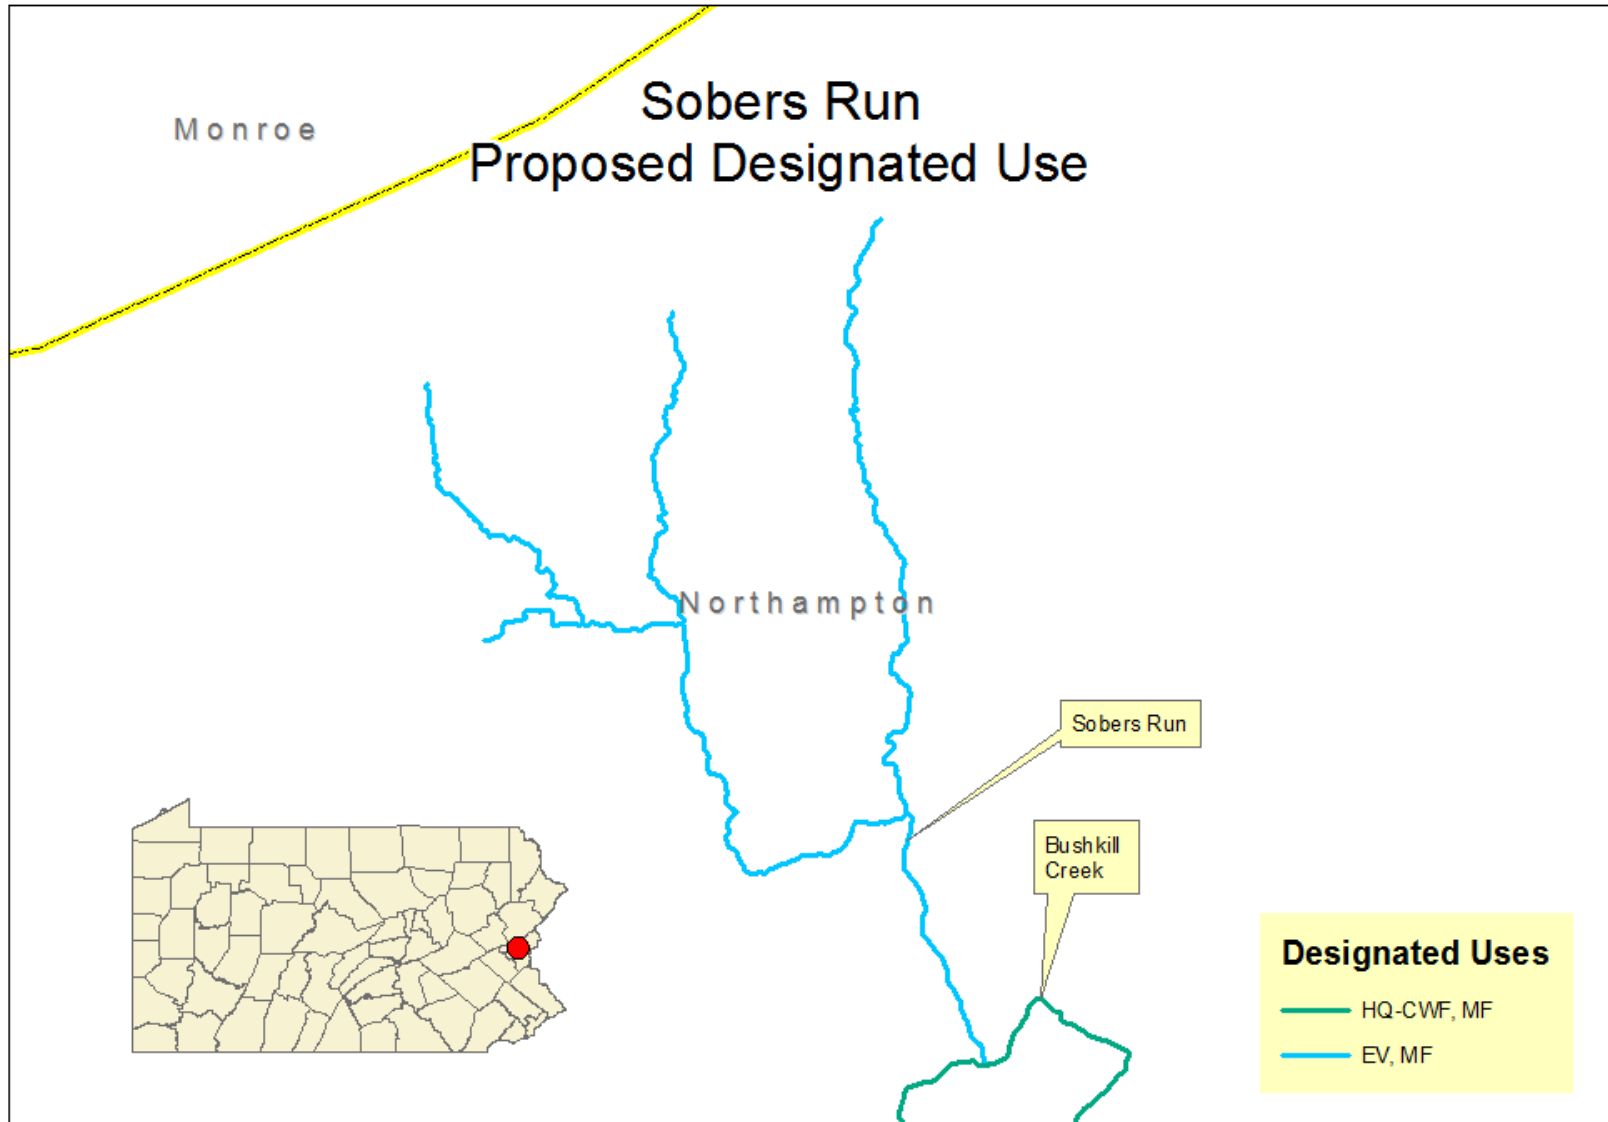 Sobers Run
Proposed Designated Use
Monroe
Northampton
Sobers Run
Bushkill
Creek
Designated Uses
HQ-CWF, MF
EV, MF